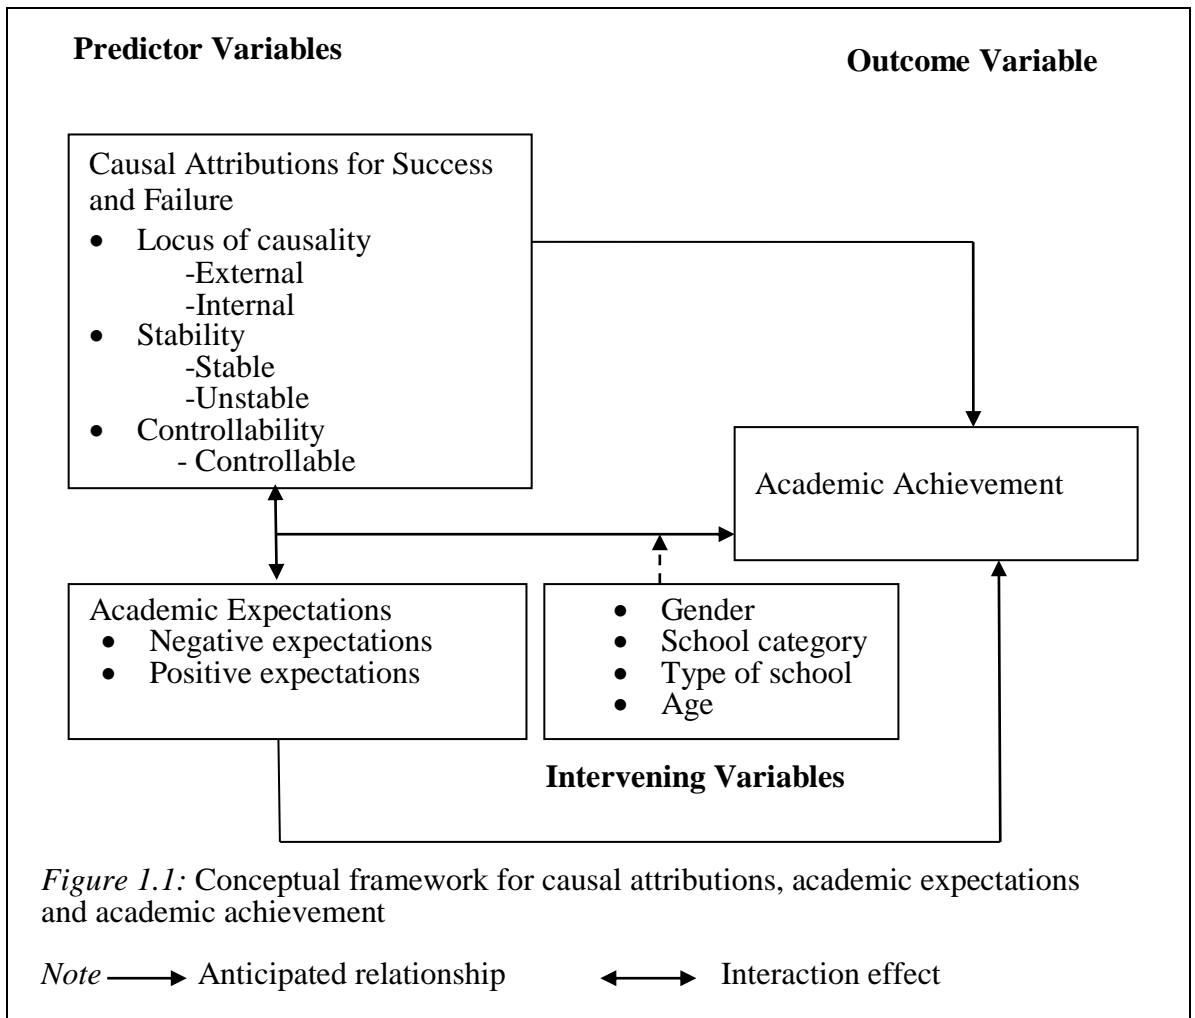 Predictor Variables
Outcome Variable
Causal Attributions for Success
and Failure
• Locus of causality
-External
-Internal
• Stability
-Stable
-Unstable
• Controllability
- Controllable
Academic Achievement
Academic Expectations
• Negative expectations
• Positive expectations
• Gender
• School category
• Type of school
• Age
Intervening Variables
Figure 1.1: Conceptual framework for causal attributions, academic expectations
and academic achievement
Note Anticipated relationship Interaction effect